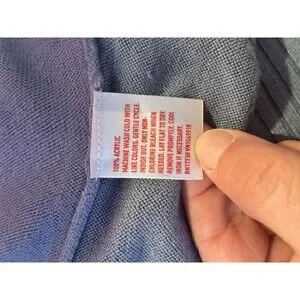 100% ACRYLIC
MACHINE WASH COLD WITH
LIKE COLORS, GENTLE CYCLE.
INSIDE OUT. ONLY NON-
CHLORINE BLEACH WHEN
NEEDED. LAY FLAT TO DRY.
REMOVE PROMPTLY. COOL
IRON IF NECESSARY.